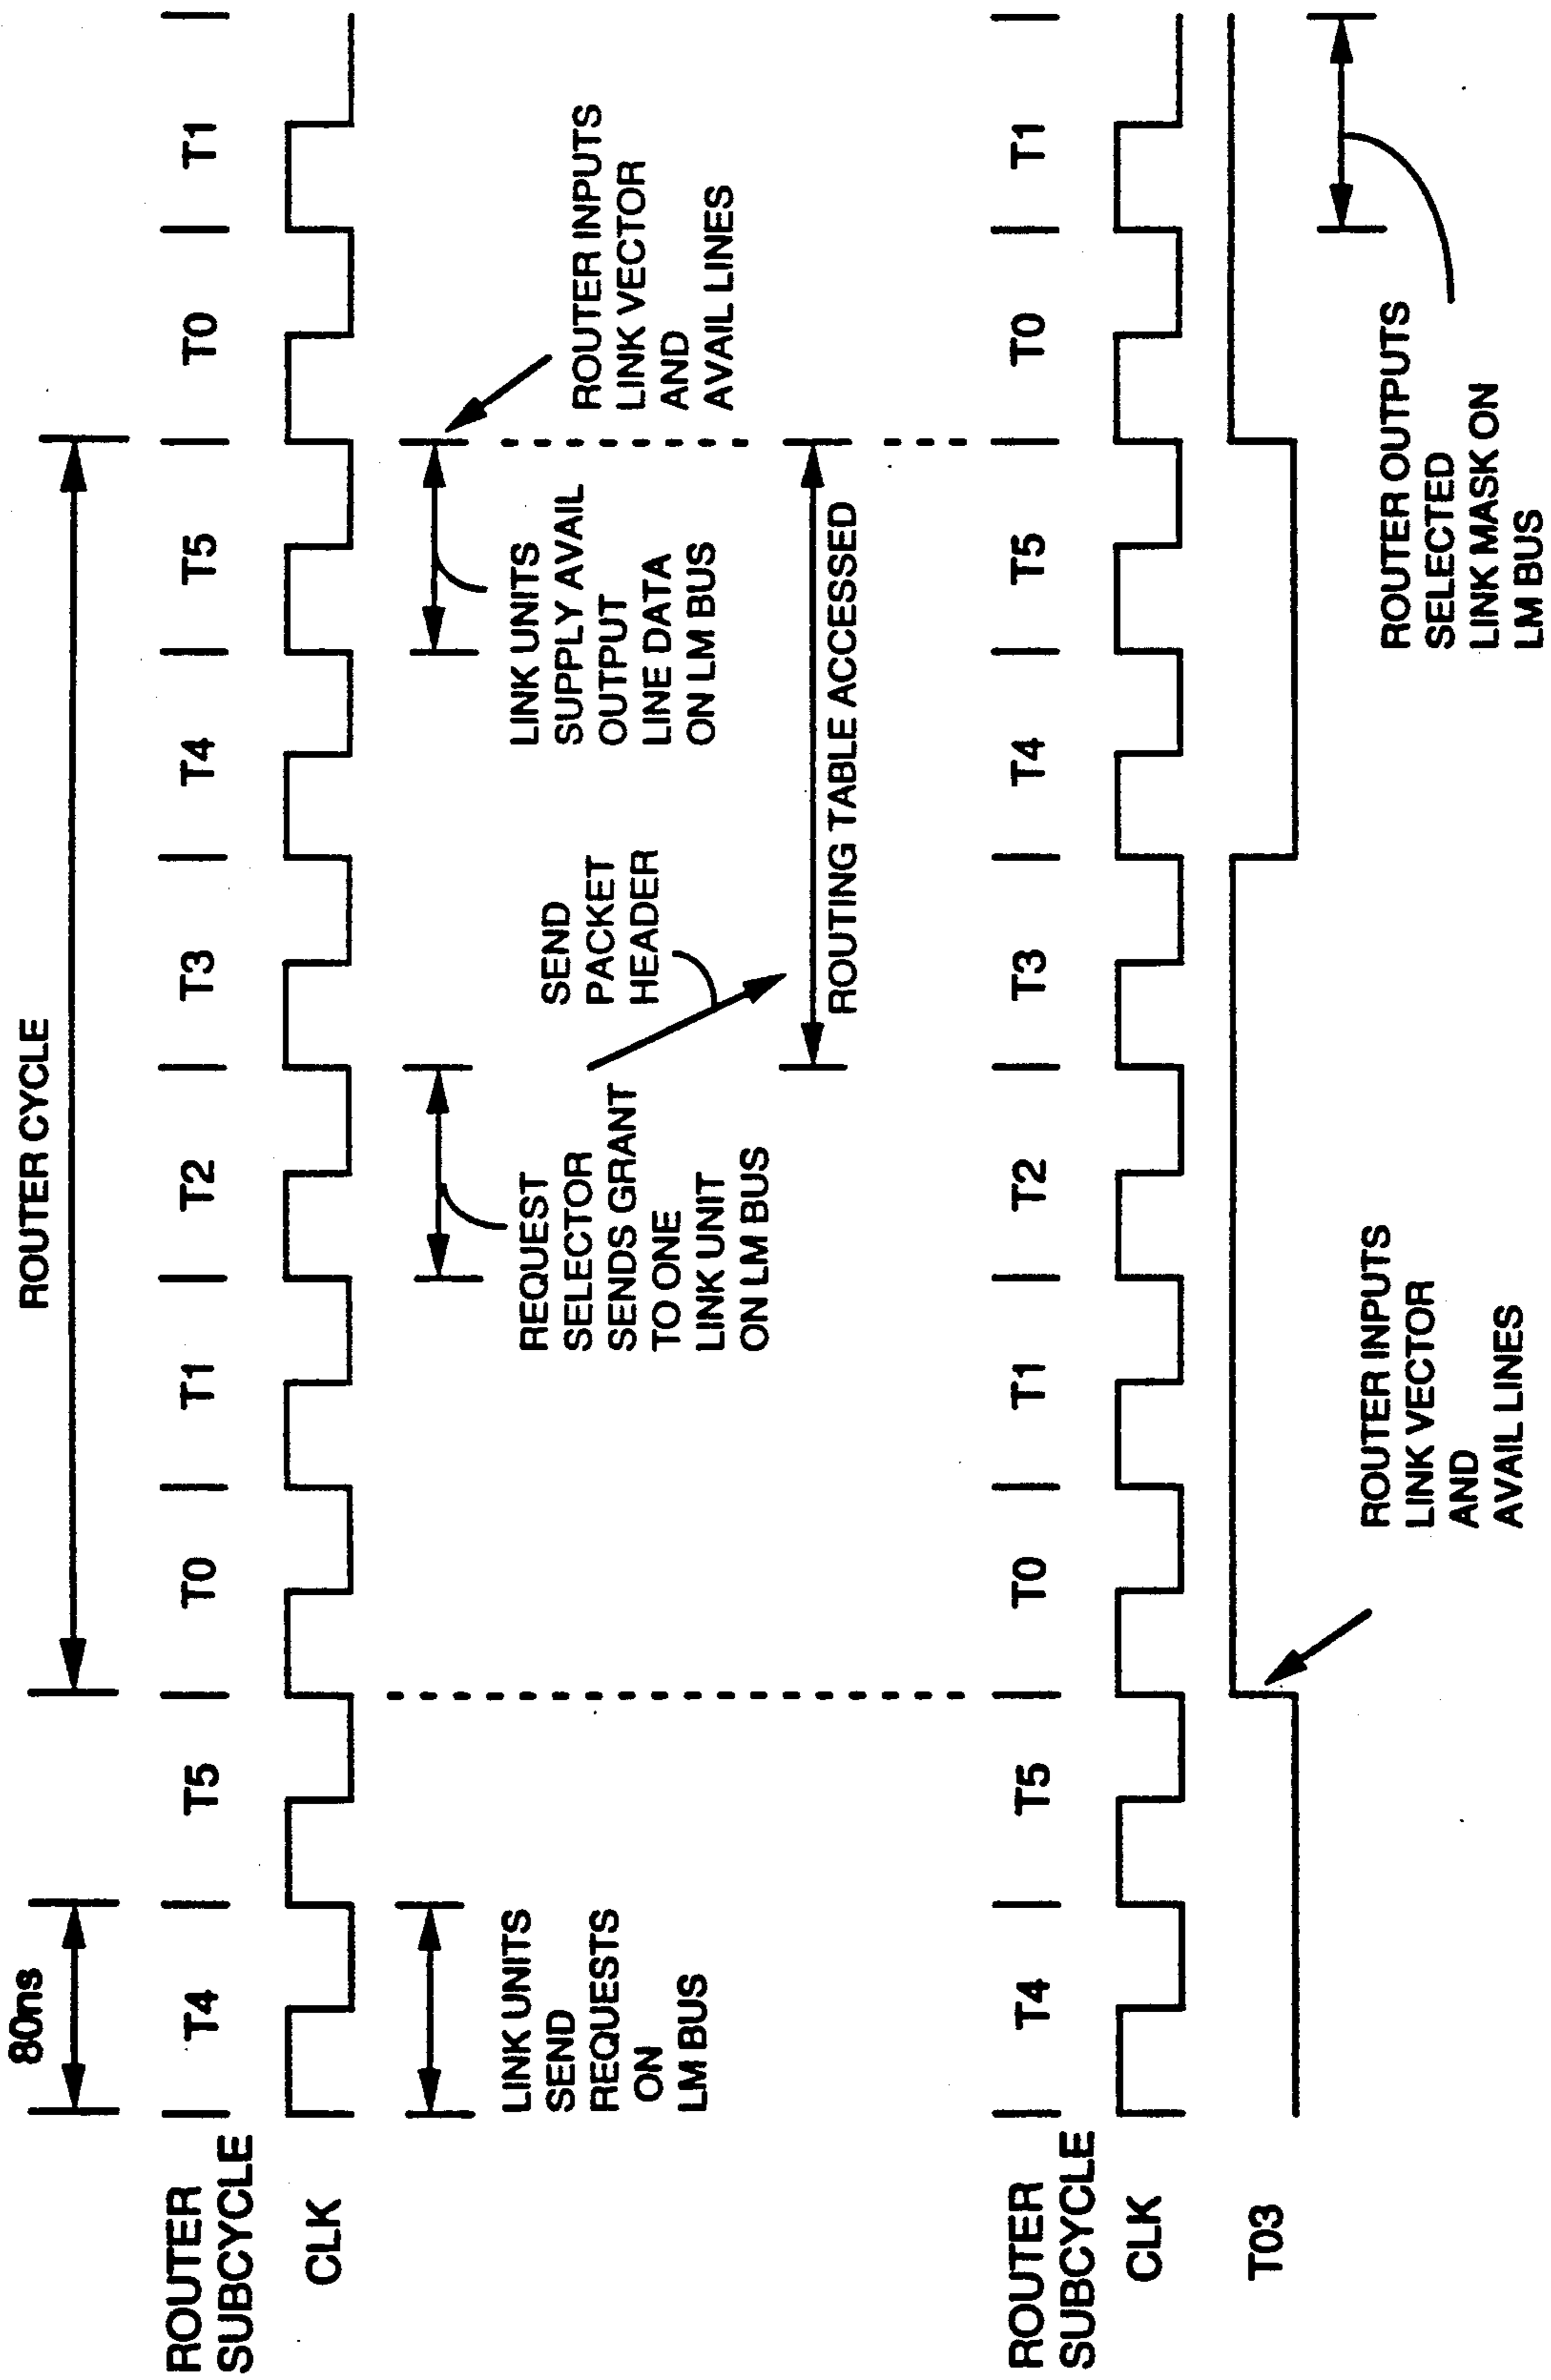 80ns
ROUTER CYCLE
ROUTER
SUBCYCLE
T4
T5
T0
T1
T2
T3
T4
T5
T0
T1
CLK
LINK UNITS
SEND
REQUESTS
ON
LM BUS
REQUEST
SELECTOR
SENDS GRANT
TO ONE
LINK UNIT
ON LM BUS
SEND
PACKET
HEADER
LINK UNITS
SUPPLY AVAIL
OUTPUT
LINE DATA
ON LM BUS
ROUTER INPUTS
LINK VECTOR
AND
AVAIL LINES
ROUTING TABLE ACCESSED
ROUTER
SUBCYCLE
T4
T5
T0
T1
T2
T3
T4
T5
T0
T1
CLK
T03
ROUTER INPUTS
LINK VECTOR
AND
AVAIL LINES
ROUTER OUTPUTS
SELECTED
LINK MASK ON
LM BUS